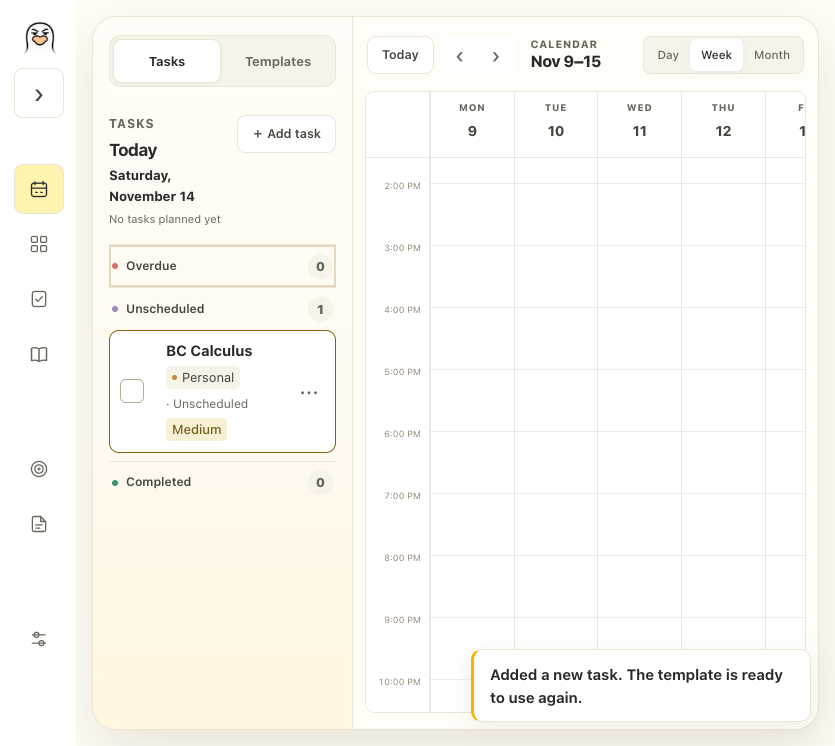 Tasks
Templates
TASKS
+ Add task
Today
Saturday,
November 14
No tasks planned yet
Overdue
0
Unscheduled
1
BC Calculus
Personal
· Unscheduled
Medium
Completed
0
Today
CALENDAR
Nov 9–15
Day
Week
Month
MON
TUE
WED
THU
F
9
10
11
12
1
2:00 PM
3:00 PM
4:00 PM
5:00 PM
6:00 PM
7:00 PM
8:00 PM
9:00 PM
10:00 PM
Added a new task. The template is ready
to use again.